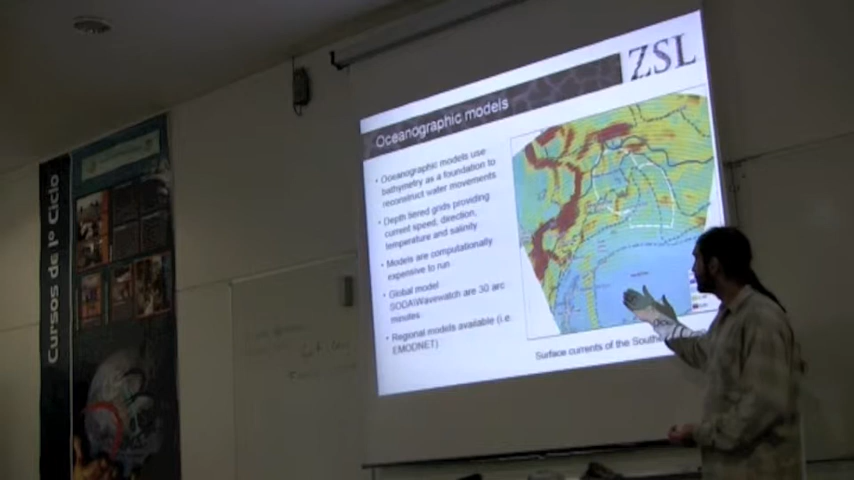 ZSL
Oceanographic models
• Oceanographic models use
bathymetry as a foundation to
reconstruct water movements
• Depth tiered grids providing
current speed, direction,
temperature and salinity
• Models are computationally
expensive to run
• Global model
SODA\Wavewatch are 30 arc
minutes
• Regional models available (i.e.
EMODNET)
Surface currents of the
Cursos de 1º Ciclo